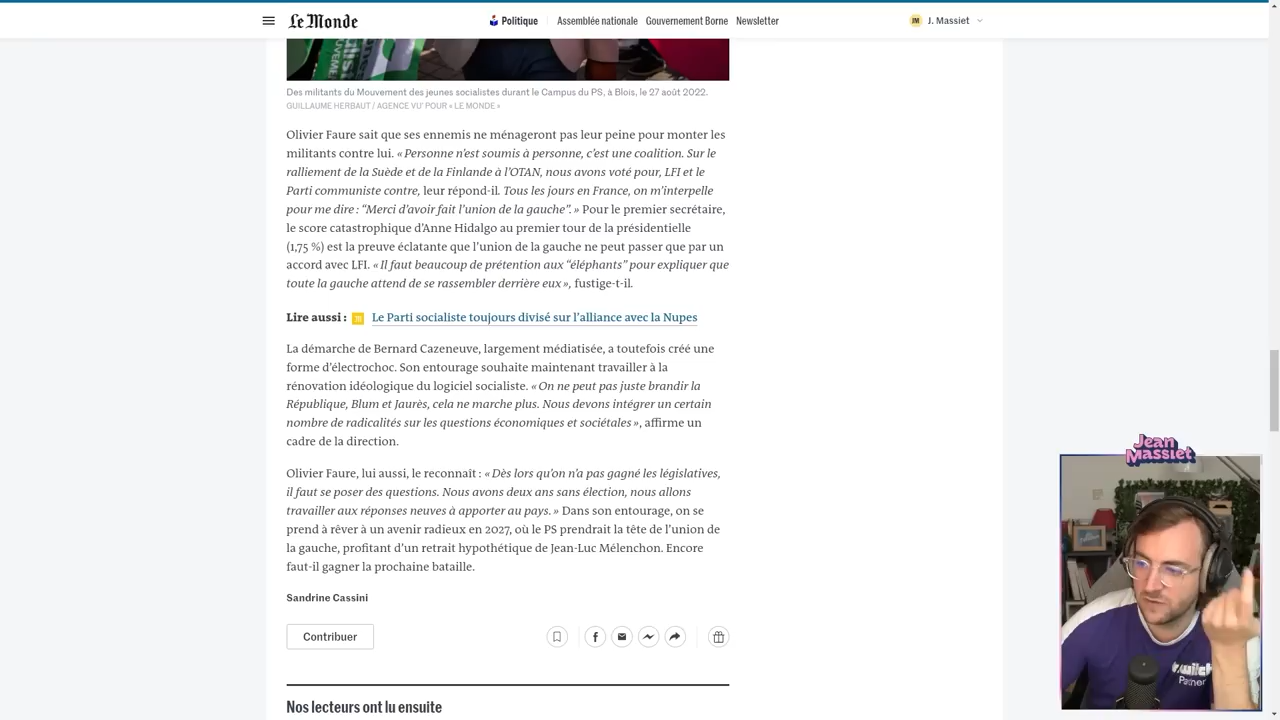 Le Monde
Politique
Assemblée nationale
Gouvernement Borne
Newsletter
JM
J. Massiet
Des militants du Mouvement des jeunes socialistes durant le Campus du PS, à Blois, le 27 août 2022.
GUILLAUME HERBAUT / AGENCE VU' POUR « LE MONDE »
Olivier Faure sait que ses ennemis ne ménageront pas leur peine pour monter les
militants contre lui. « Personne n'est soumis à personne, c'est une coalition. Sur le
ralliement de la Suède et de la Finlande à l'OTAN, nous avons voté pour, LFI et le
Parti communiste contre, leur répond-il. Tous les jours en France, on m'interpelle
pour me dire : “Merci d'avoir fait l'union de la gauche”. » Pour le premier secrétaire,
le score catastrophique d'Anne Hidalgo au premier tour de la présidentielle
(1,75 %) est la preuve éclatante que l'union de la gauche ne peut passer que par un
accord avec LFI. « Il faut beaucoup de prétention aux “éléphants” pour expliquer que
toute la gauche attend de se rassembler derrière eux », fustige-t-il.
Lire aussi : Le Parti socialiste toujours divisé sur l'alliance avec la Nupes
La démarche de Bernard Cazeneuve, largement médiatisée, a toutefois créé une
forme d'électrochoc. Son entourage souhaite maintenant travailler à la
rénovation idéologique du logiciel socialiste. « On ne peut pas juste brandir la
République, Blum et Jaurès, cela ne marche plus. Nous devons intégrer un certain
nombre de radicalités sur les questions économiques et sociétales », affirme un
cadre de la direction.
Olivier Faure, lui aussi, le reconnaît : « Dès lors qu'on n'a pas gagné les législatives,
il faut se poser des questions. Nous avons deux ans sans élection, nous allons
travailler aux réponses neuves à apporter au pays. » Dans son entourage, on se
prend à rêver à un avenir radieux en 2027, où le PS prendrait la tête de l'union de
la gauche, profitant d'un retrait hypothétique de Jean-Luc Mélenchon. Encore
faut-il gagner la prochaine bataille.
Sandrine Cassini
Contribuer
Nos lecteurs ont lu ensuite
Jean
Massiet
twitch
Partner